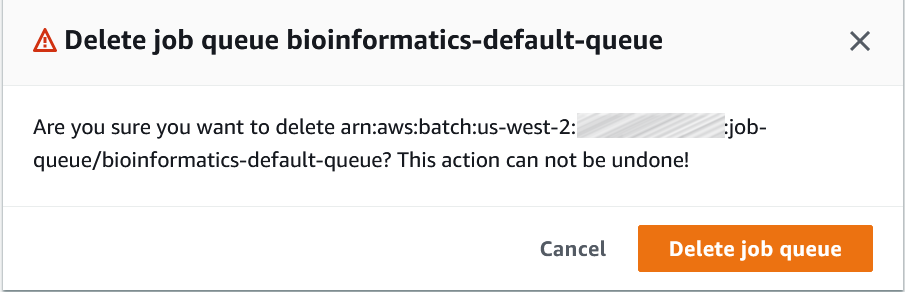 Delete job queue bioinformatics-default-queue
Are you sure you want to delete arn:aws:batch:us-west-2: :job-
queue/bioinformatics-default-queue? This action can not be undone!
Cancel Delete job queue